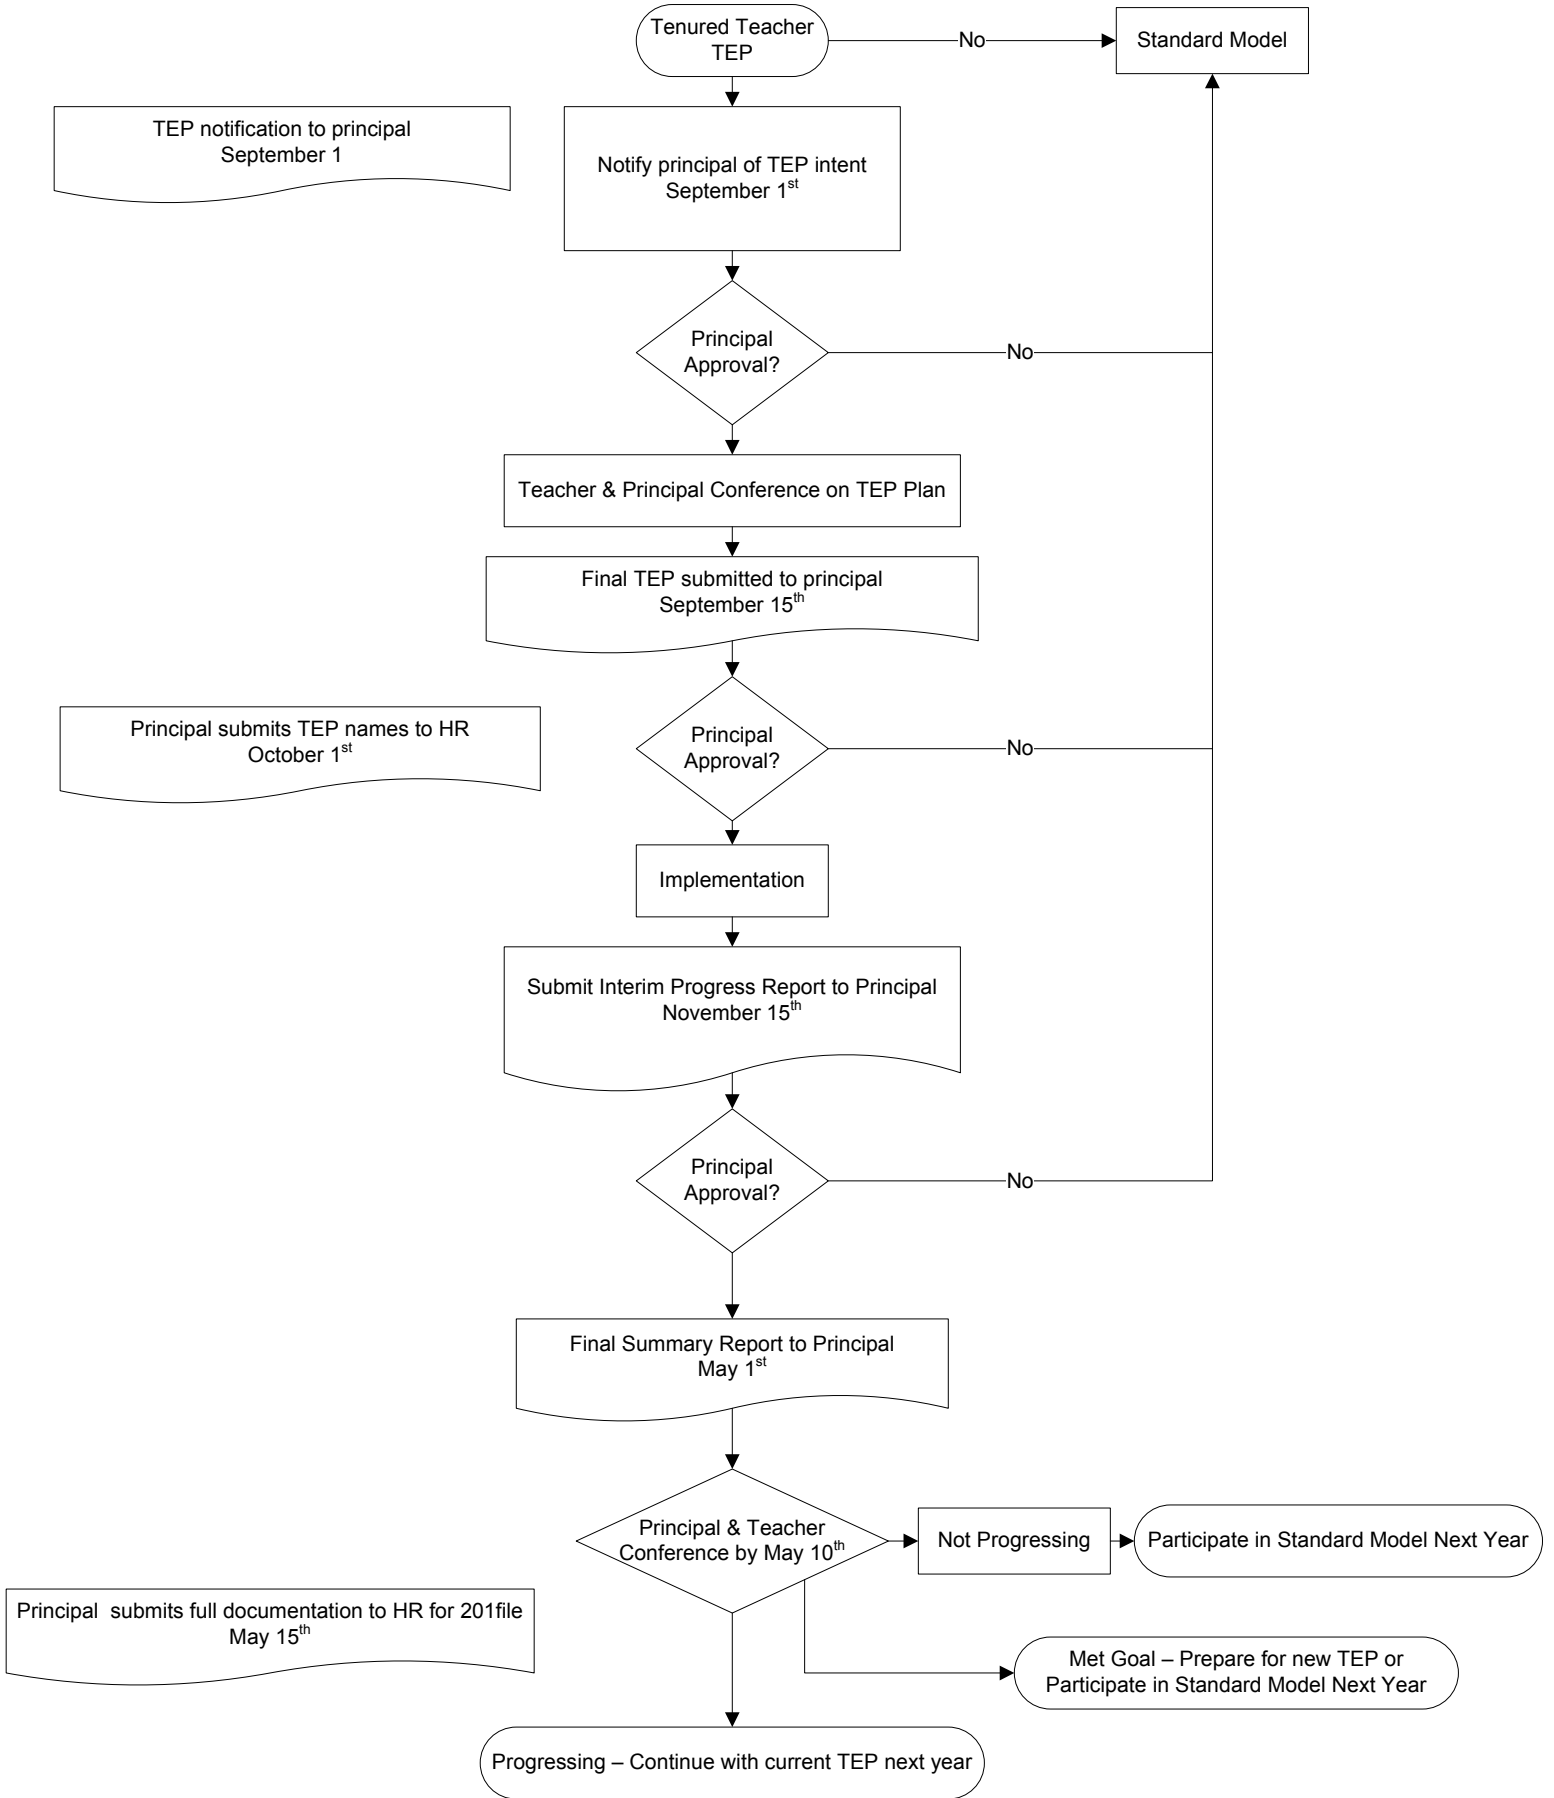 Tenured Teacher
TEP
No
Standard Model
TEP notification to principal
September 1
Notify principal of TEP intent
September 1st
Principal
Approval?
No
Teacher & Principal Conference on TEP Plan
Final TEP submitted to principal
September 15th
Principal submits TEP names to HR
October 1st
Principal
Approval?
No
Implementation
Submit Interim Progress Report to Principal
November 15th
Principal
Approval?
No
Final Summary Report to Principal
May 1st
Principal & Teacher
Conference by May 10th
Not Progressing
Participate in Standard Model Next Year
Principal  submits full documentation to HR for 201file
May 15th
Met Goal – Prepare for new TEP or
Participate in Standard Model Next Year
Progressing – Continue with current TEP next year